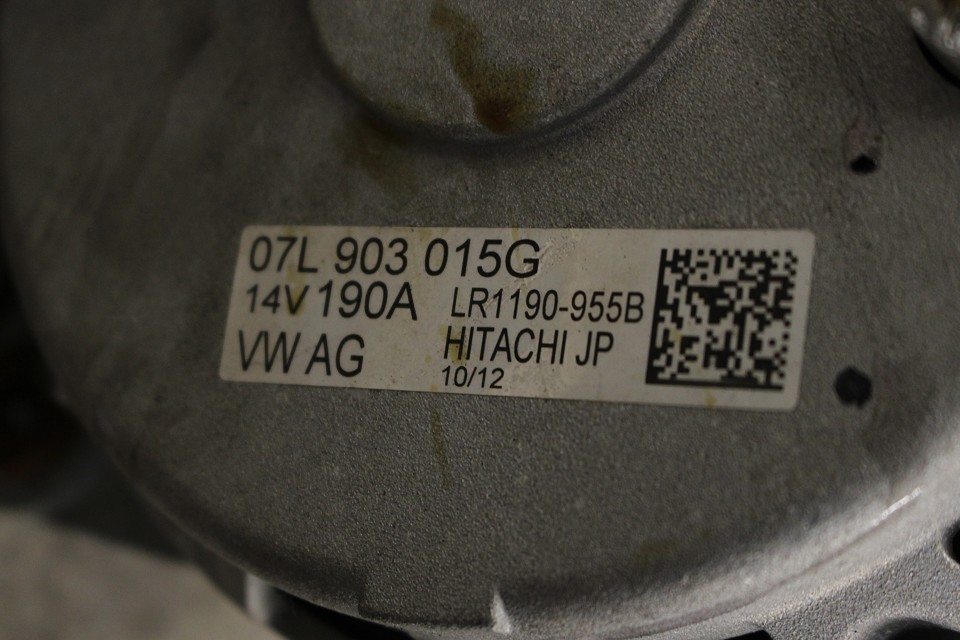 07L 903 015G
14V 190A LR1190-955B
VW AG HITACHI JP
10/12